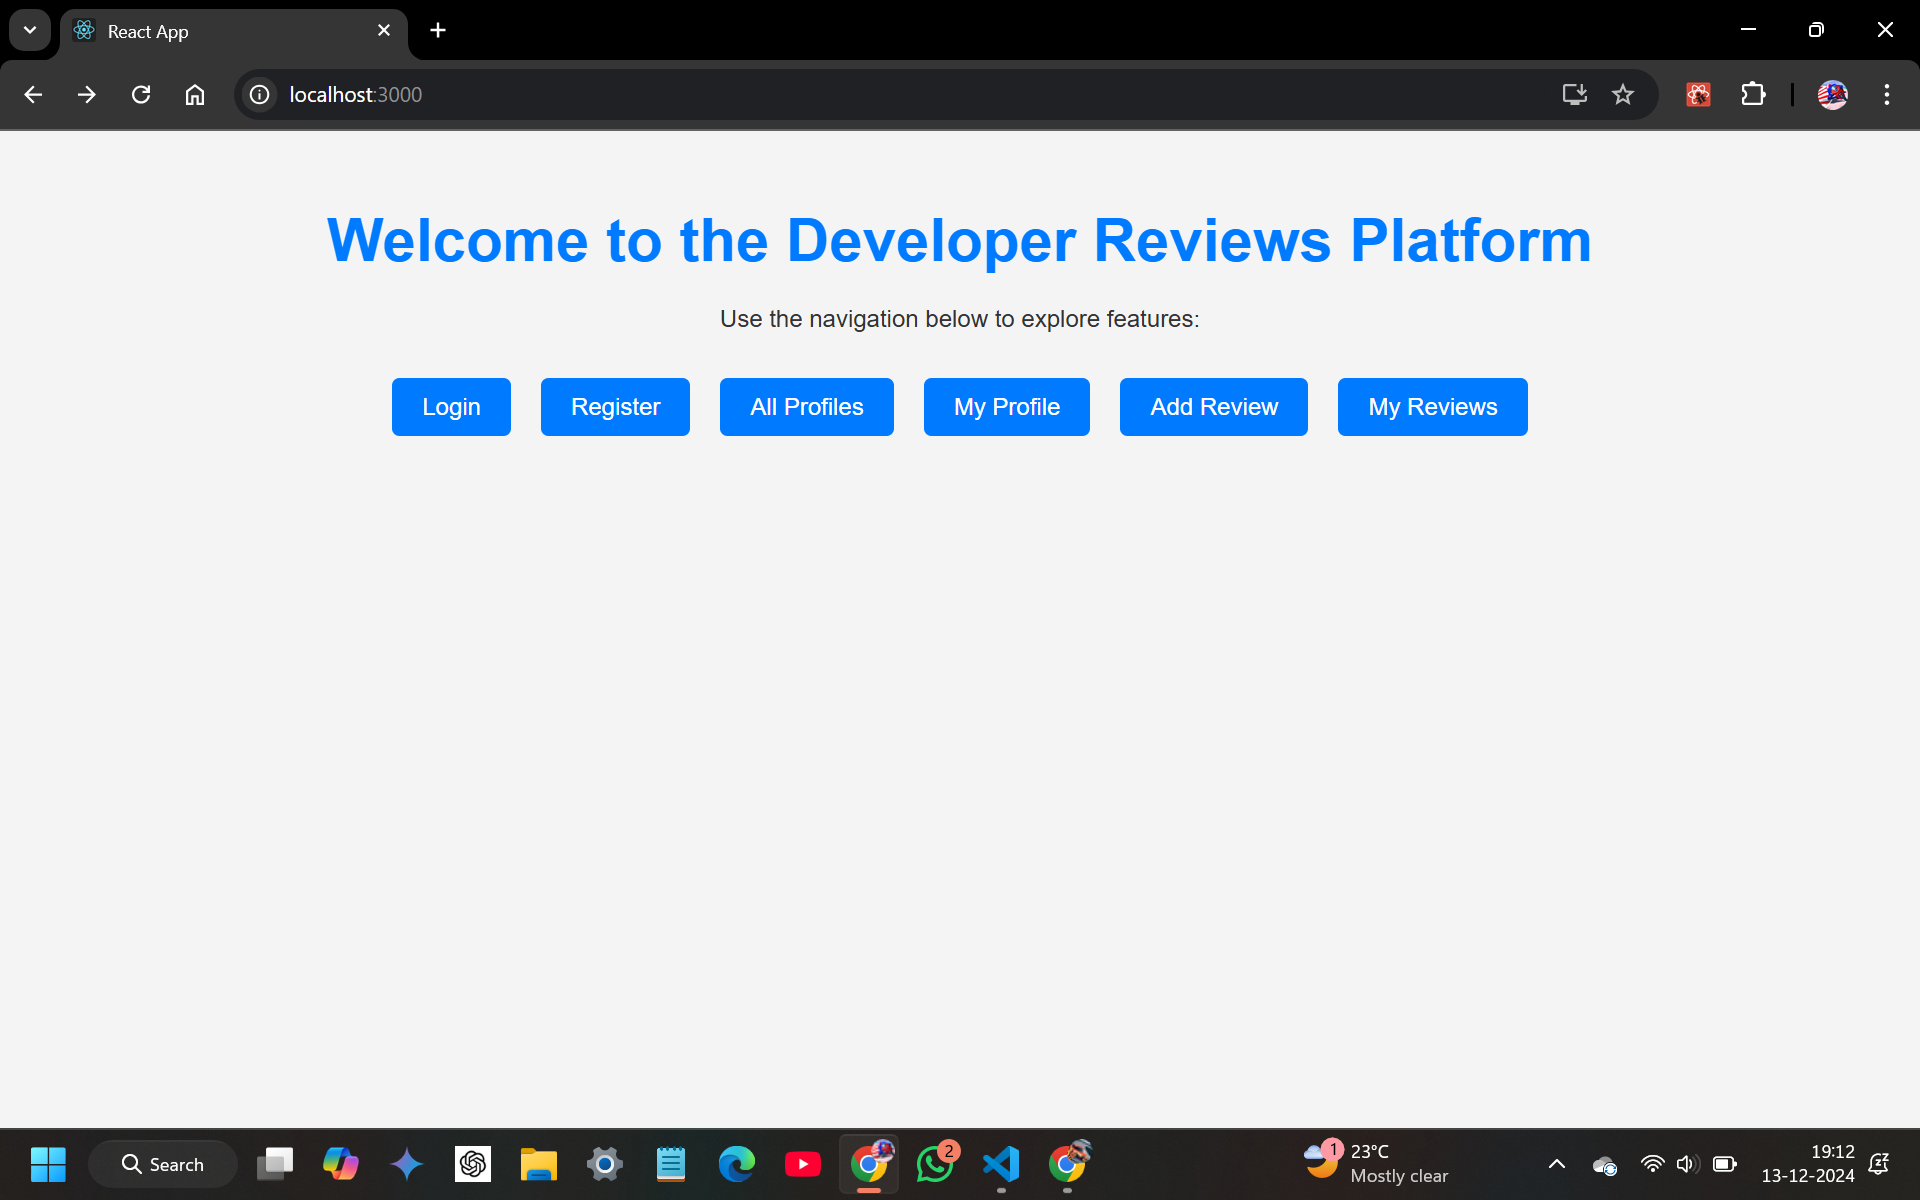 React App
localhost:3000
Welcome to the Developer Reviews Platform
Use the navigation below to explore features:
Login Register All Profiles My Profile Add Review My Reviews
Search
2
1
23°C
Mostly clear
19:12
13-12-2024